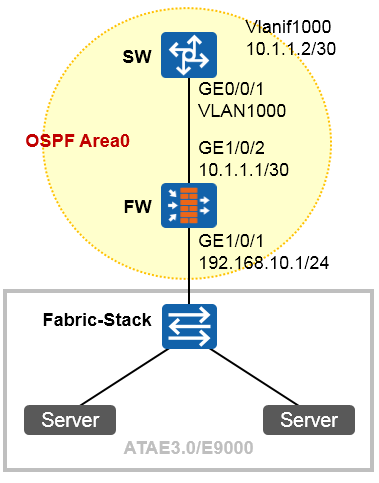 Vlanif1000
10.1.1.2/30
SW
GE0/0/1
VLAN1000
OSPF Area0
GE1/0/2
10.1.1.1/30
FW
GE1/0/1
192.168.10.1/24
Fabric-Stack
Server
Server
ATAE3.0/E9000